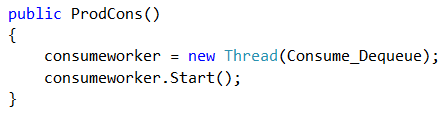 public ProdCons()
{
    consumeworker = new Thread(Consume_Dequeue);
    consumeworker.Start();
}